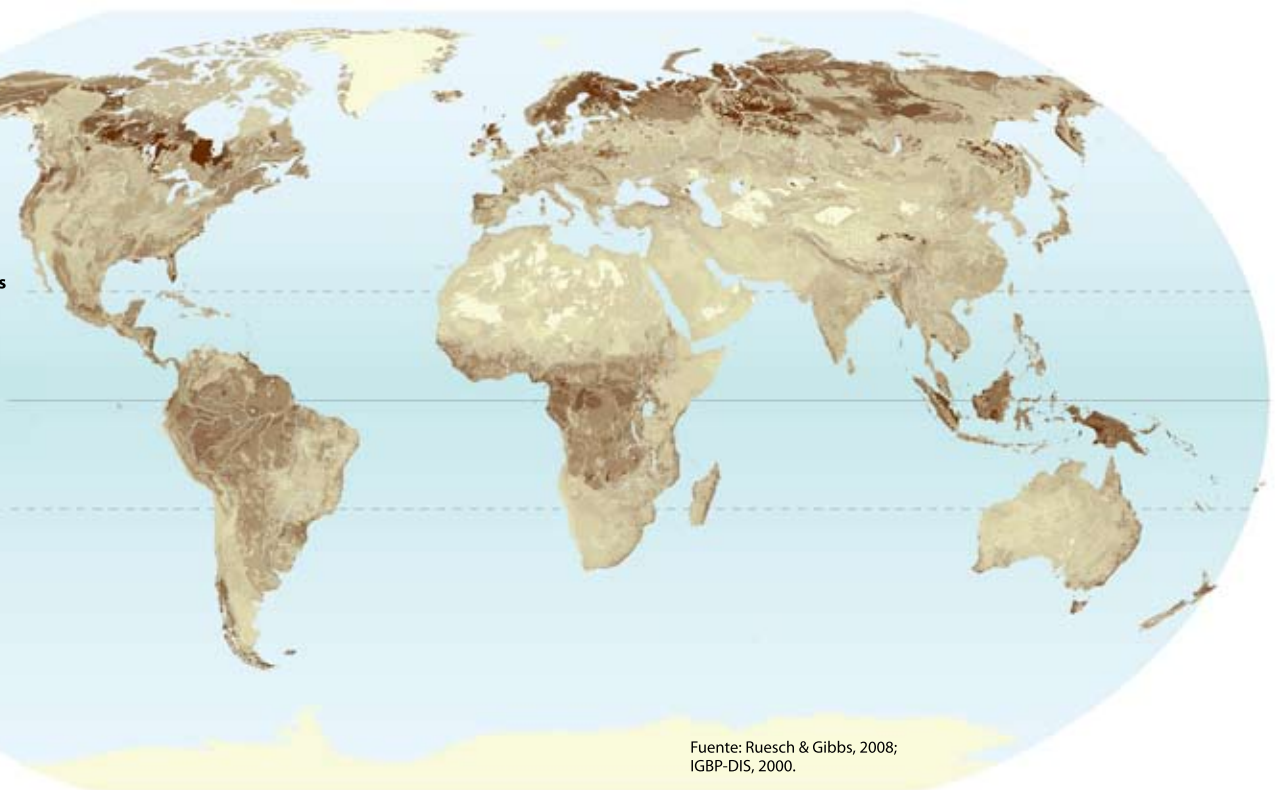 s
Fuente: Ruesch & Gibbs, 2008;
IGBP-DIS, 2000.